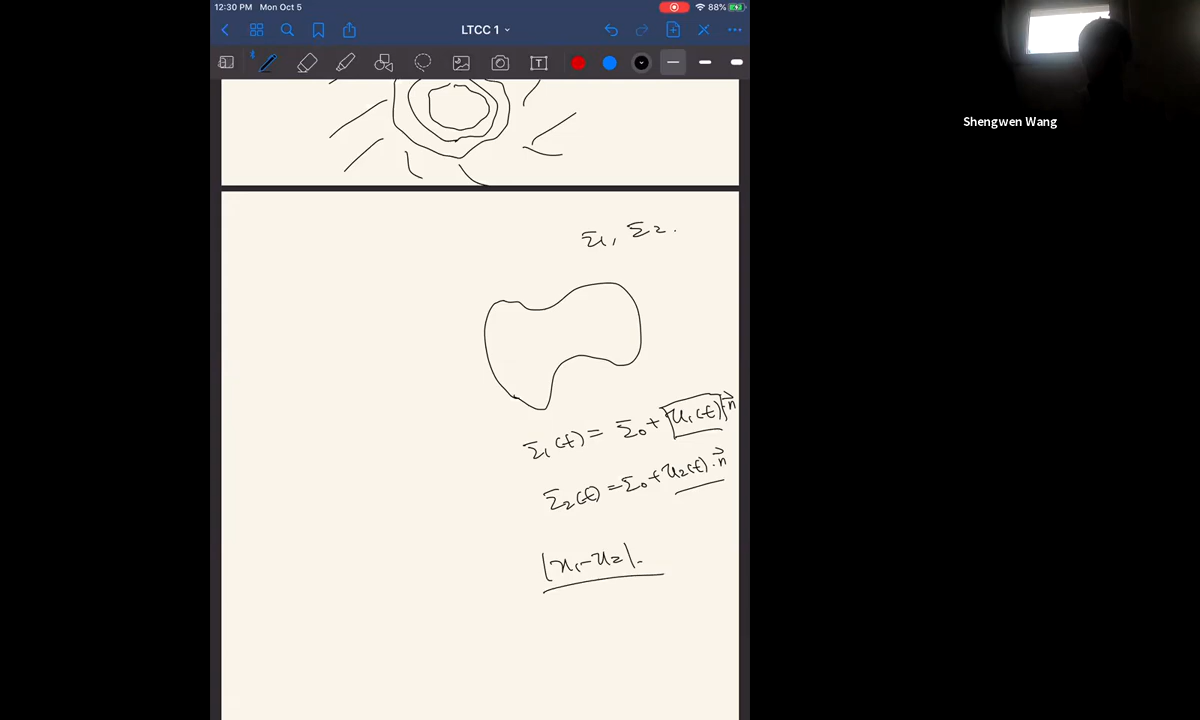 12:30 PM Mon Oct 5
88%
LTCC 1
T
Shengwen Wang
Σ₁, Σ₂.
Σ₁(t) = Σ₀ + u₁(t)·n⃗
Σ₂(t) = Σ₀ + u₂(t)·n⃗
|u₁-u₂|.